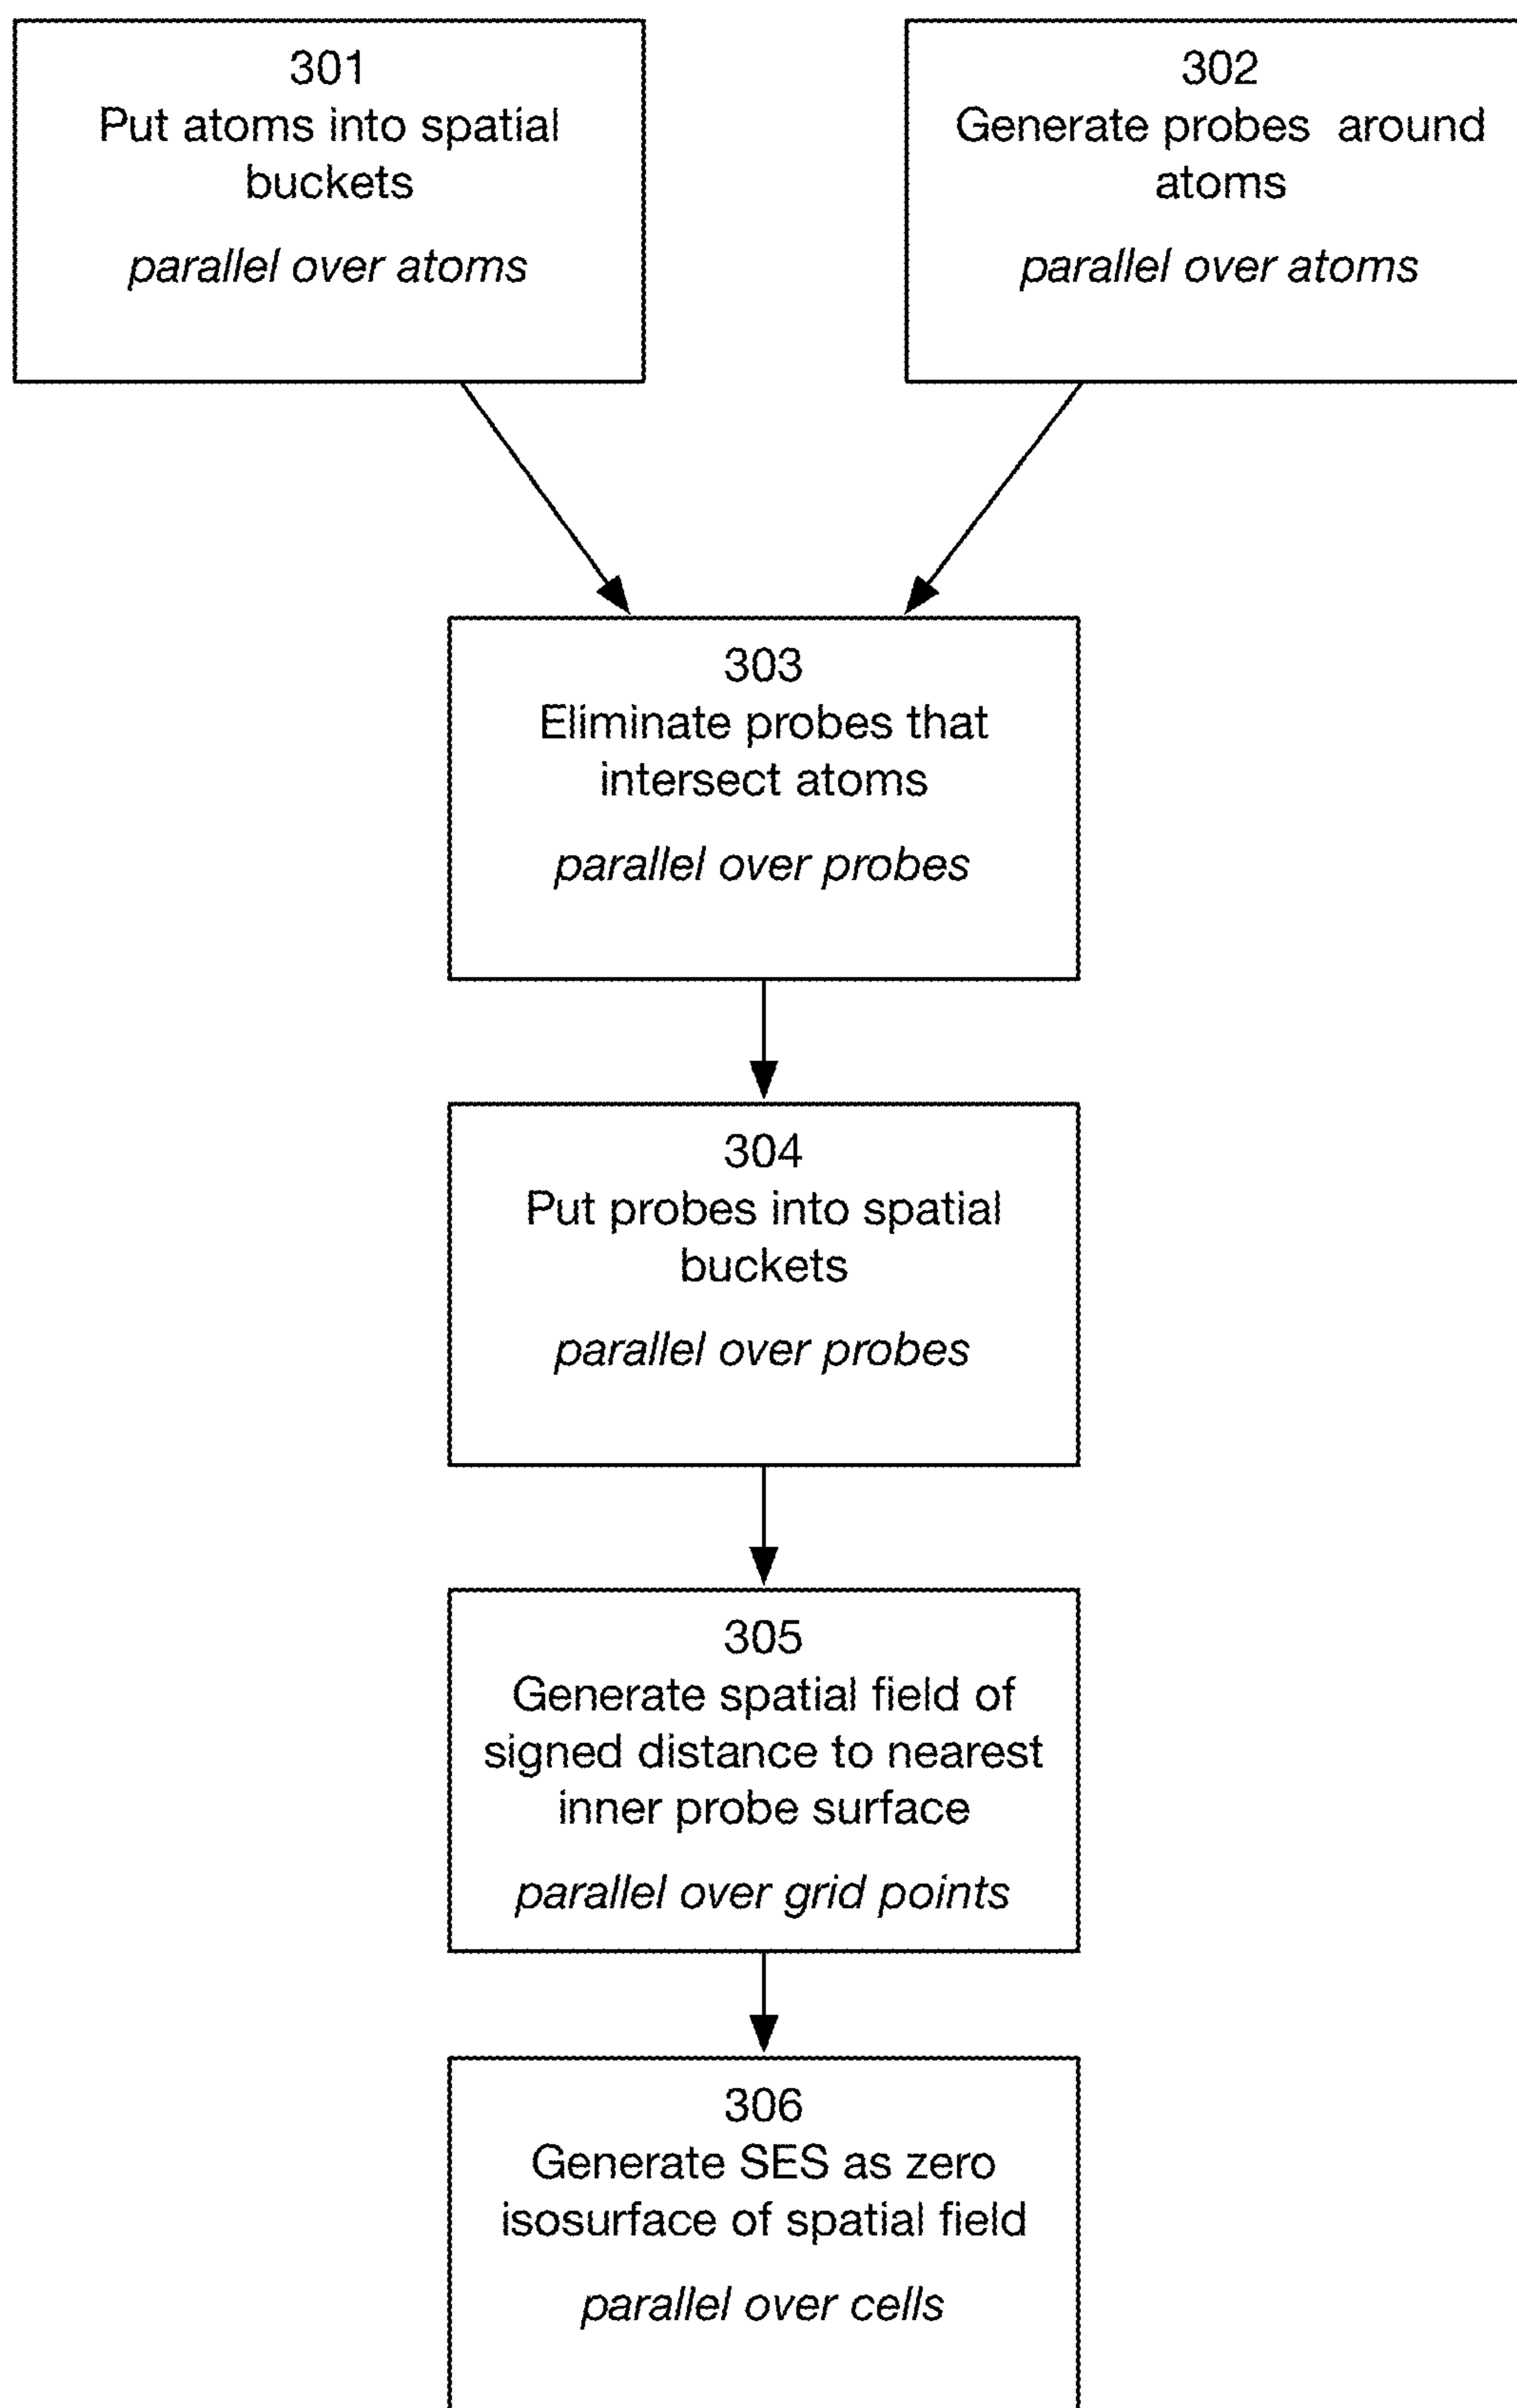 301
Put atoms into spatial
buckets
parallel over atoms
302
Generate probes around
atoms
parallel over atoms
303
Eliminate probes that
intersect atoms
parallel over probes
304
Put probes into spatial
buckets
parallel over probes
305
Generate spatial field of
signed distance to nearest
inner probe surface
parallel over grid points
306
Generate SES as zero
isosurface of spatial field
parallel over cells